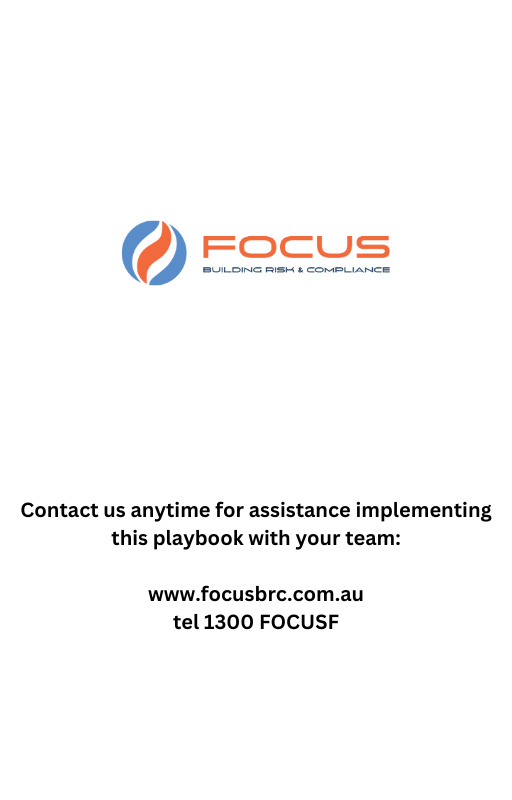 FOCUS
BUILDING RISK & COMPLIANCE
Contact us anytime for assistance implementing
this playbook with your team:
www.focusbrc.com.au
tel 1300 FOCUSF